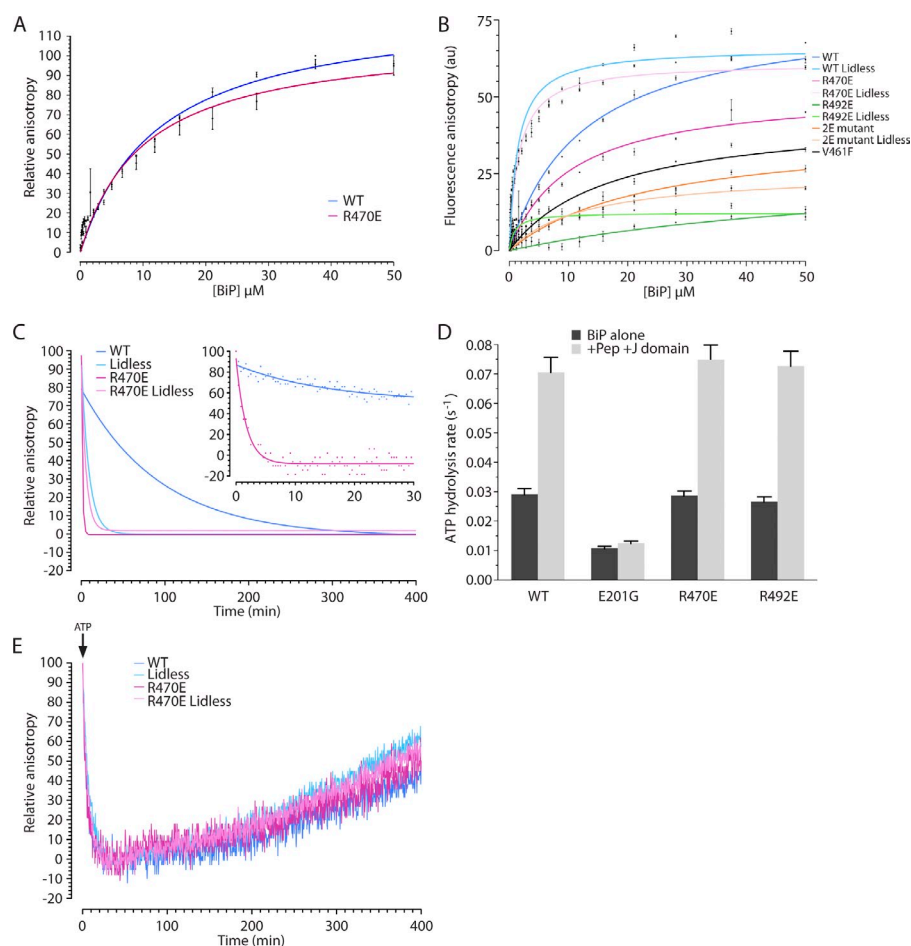 A
Relative anisotropy
110
100
90
80
70
60
50
40
30
20
10
0
0 10 20 30 40 50
[BiP] µM
WT
R470E
B
Fluorescence anisotropy (au)
75
50
25
0
0 10 20 30 40 50
[BiP] µM
WT
WT Lidless
R470E
R470E Lidless
R492E
R492E Lidless
2E mutant
2E mutant Lidless
V461F
C
Relative anisotropy
100
90
80
70
60
50
40
30
20
10
0
-10
-20
0 100 200 300 400
Time (min)
WT
Lidless
R470E
R470E Lidless
100
80
60
40
20
0
-20
0 10 20 30
D
ATP hydrolysis rate (s⁻¹)
BiP alone
+Pep +J domain
0.08
0.07
0.06
0.05
0.04
0.03
0.02
0.01
0.00
WT E201G R470E R492E
E
ATP
Relative anisotropy
100
90
80
70
60
50
40
30
20
10
0
-10
-20
0 100 200 300 400
Time (min)
WT
Lidless
R470E
R470E Lidless